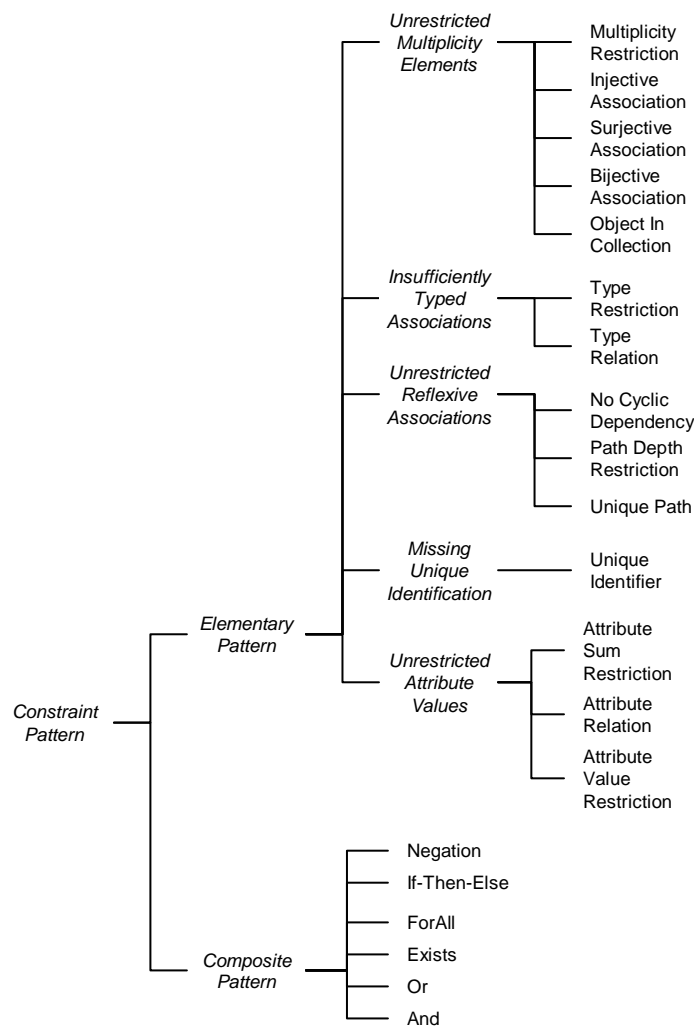 Unrestricted
Multiplicity
Elements
Multiplicity
Restriction
Injective
Association
Surjective
Association
Bijective
Association
Object In
Collection
Insufficiently
Typed
Associations
Type
Restriction
Type
Relation
Unrestricted
Reflexive
Associations
No Cyclic
Dependency
Path Depth
Restriction
Unique Path
Missing
Unique
Identification
Unique
Identifier
Elementary
Pattern
Unrestricted
Attribute
Values
Attribute
Sum
Restriction
Attribute
Relation
Attribute
Value
Restriction
Constraint
Pattern
Composite
Pattern
Negation
If-Then-Else
ForAll
Exists
Or
And